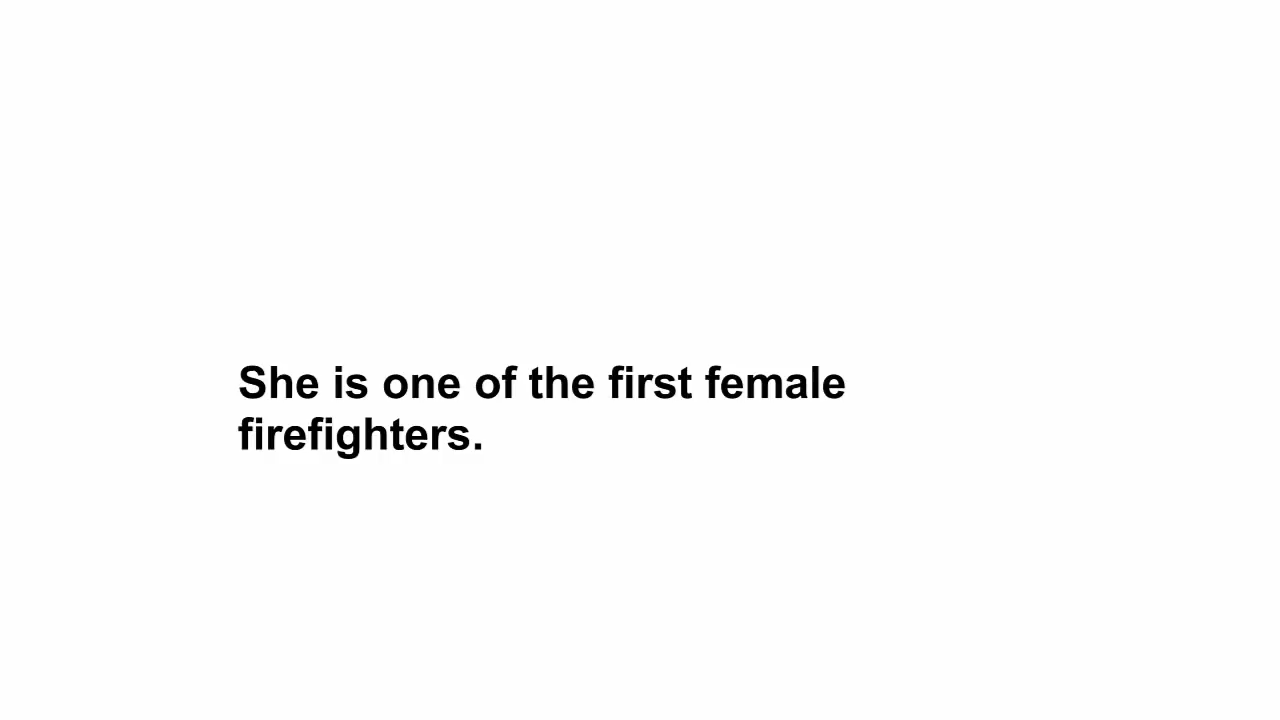 She is one of the first female
firefighters.